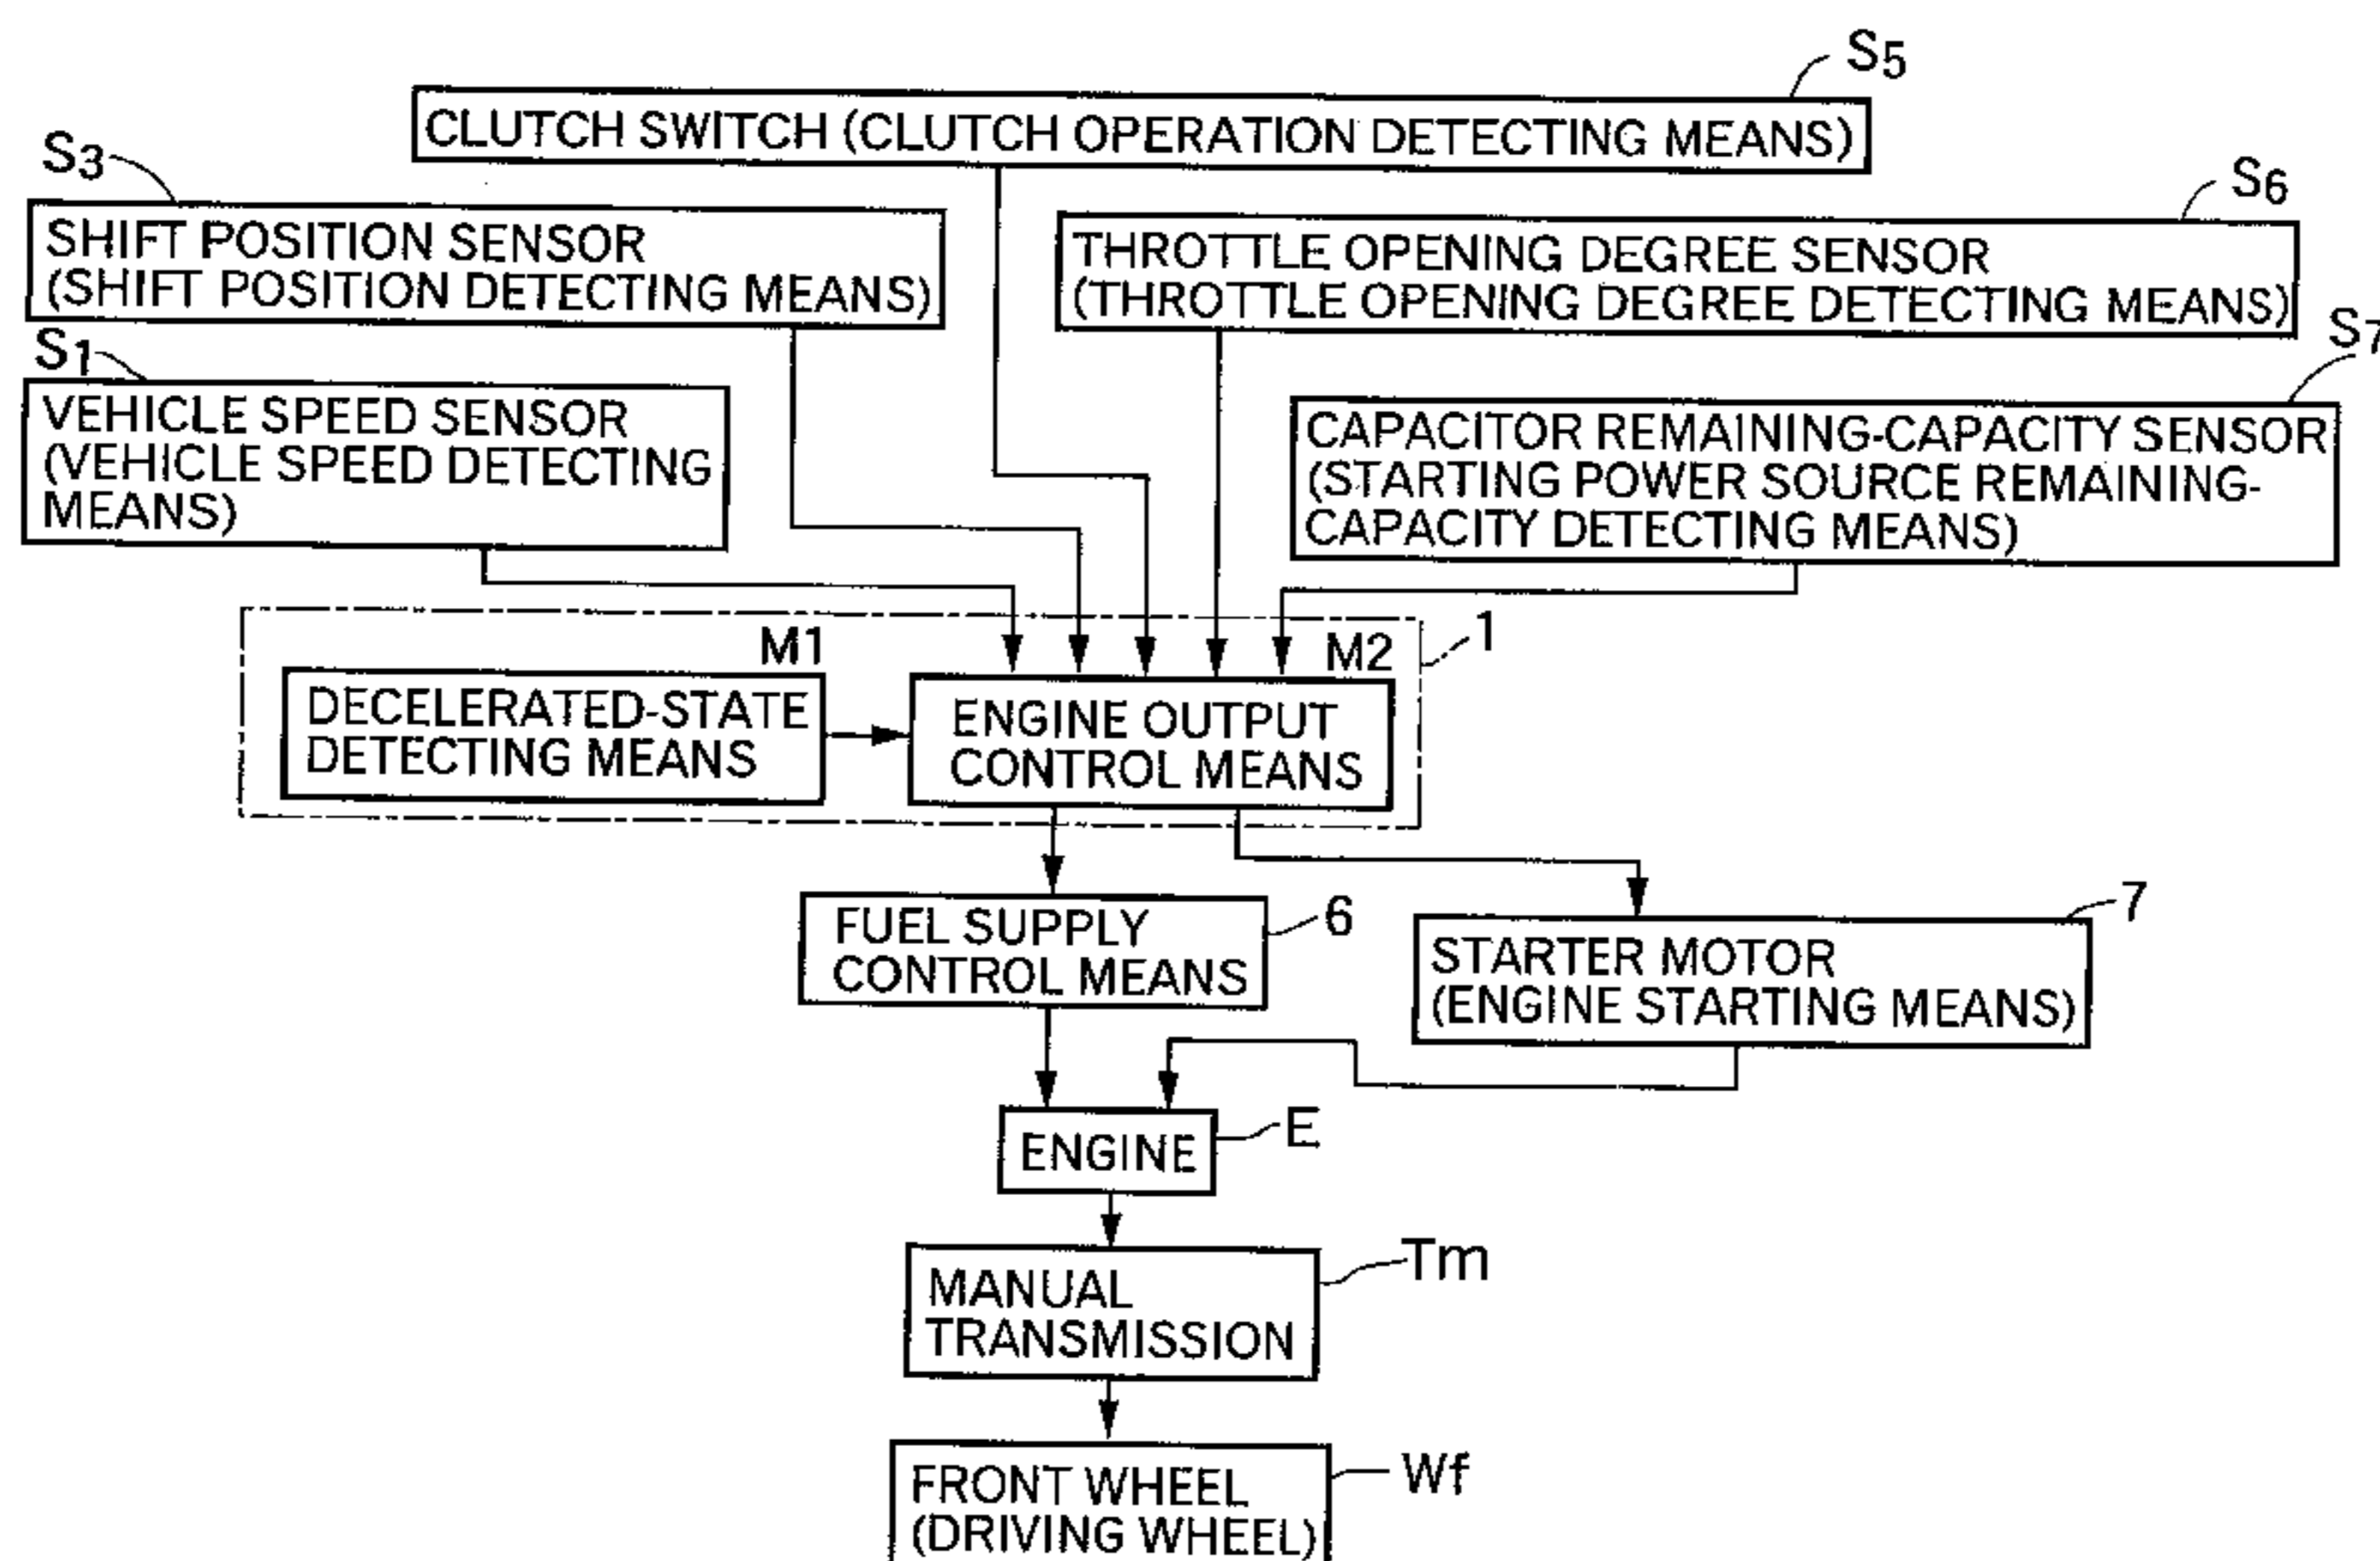 S5
CLUTCH SWITCH (CLUTCH OPERATION DETECTING MEANS)
S3
S6
SHIFT POSITION SENSOR
(SHIFT POSITION DETECTING MEANS)
THROTTLE OPENING DEGREE SENSOR
(THROTTLE OPENING DEGREE DETECTING MEANS)
S1
S7
VEHICLE SPEED SENSOR
(VEHICLE SPEED DETECTING
MEANS)
CAPACITOR REMAINING-CAPACITY SENSOR
(STARTING POWER SOURCE REMAINING-
CAPACITY DETECTING MEANS)
M1
M2
1
DECELERATED-STATE
DETECTING MEANS
ENGINE OUTPUT
CONTROL MEANS
FUEL SUPPLY
CONTROL MEANS
6
7
STARTER MOTOR
(ENGINE STARTING MEANS)
ENGINE
E
MANUAL
TRANSMISSION
Tm
FRONT WHEEL
(DRIVING WHEEL)
Wf